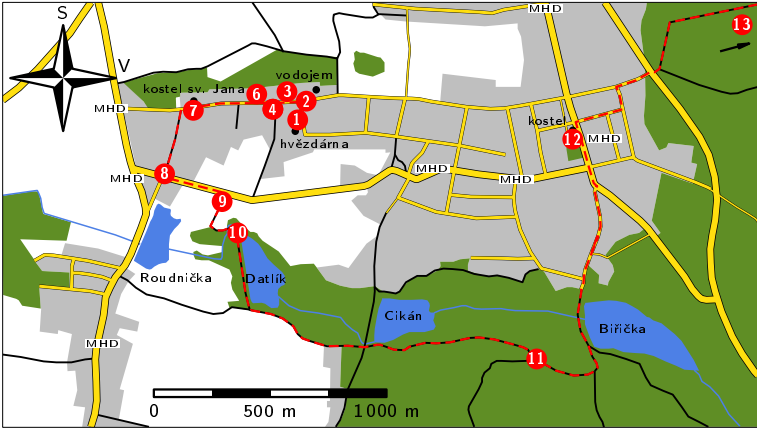 S
MHD
13
V
vodojem
kostel sv. Jana
6
3
2
MHD
7
4
1
kostel
12
MHD
hvězdárna
8
MHD
MHD
MHD
9
10
Roudnička
Datlík
Cikán
Biřička
MHD
11
0
500 m
1000 m